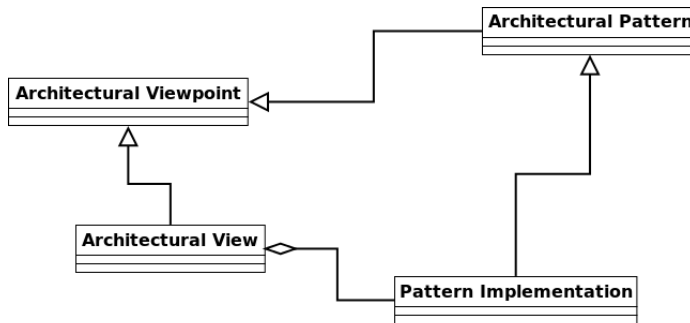 Architectural Pattern
Architectural Viewpoint
Architectural View
Pattern Implementation